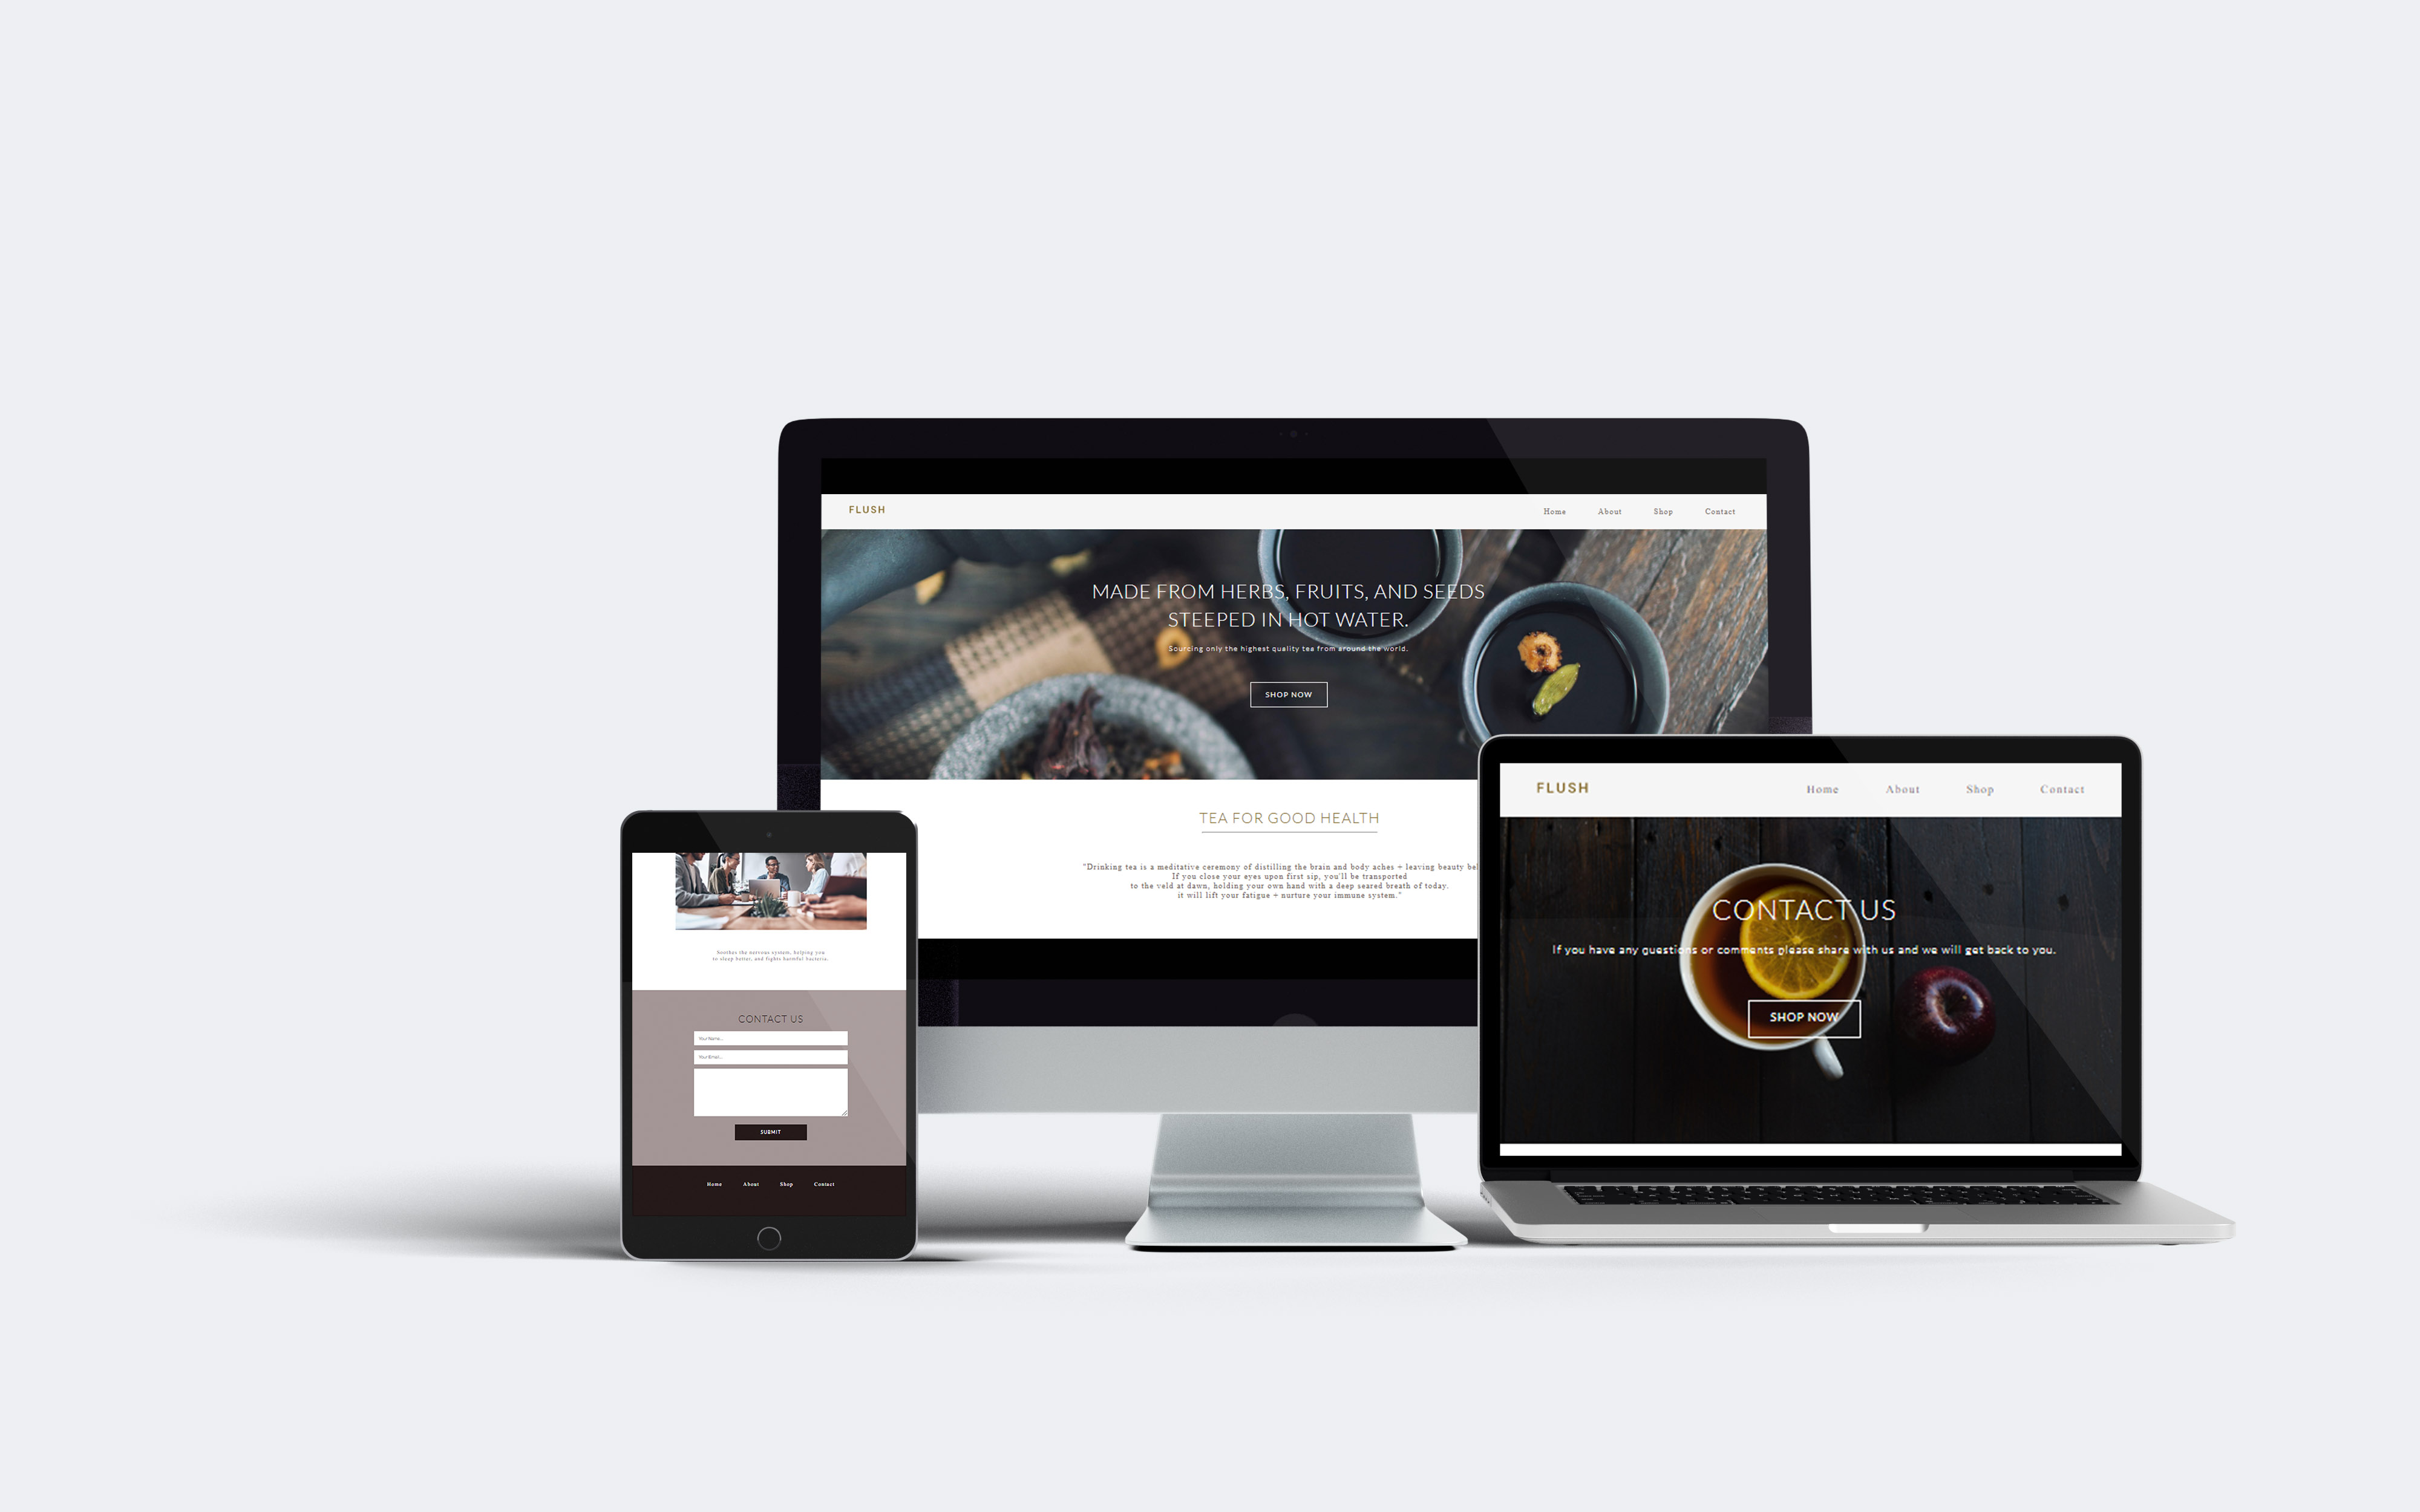 FLUSH
Home About Shop Contact
MADE FROM HERBS, FRUITS, AND SEEDS
STEEPED IN HOT WATER.
Sourcing only the highest quality tea from around the world.
SHOP NOW
TEA FOR GOOD HEALTH
"Drinking tea is a meditative ceremony of distilling the brain and body aches + leaving beauty
If you close your eyes upon first sip, you'll be transported
to the veld at dawn, holding your own hand with a deep seared breath of today.
it will lift your fatigue + nurture your immune system."
Soothes the nervous system, helping you
to sleep better, and fights harmful bacteria.
CONTACT US
Your Name...
Your Email...
SUBMIT
Home About Shop Contact
FLUSH
Home About Shop Contact
CONTACT US
If you have any questions or comments please share with us and we will get back to you.
SHOP NOW